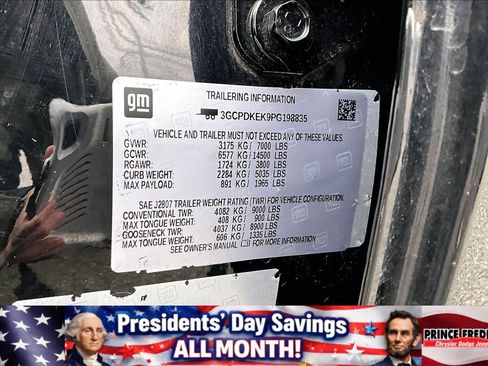 gm
TRAILERING INFORMATION
3GCPDKEK9PG198835
VEHICLE AND TRAILER MUST NOT EXCEED ANY OF THESE VALUES.
GVWR: 3175 KG/ 7000 LBS
GCWR: 6577 KG/ 14500 LBS
RGAWR: 1724 KG/ 3800 LBS
CURB WEIGHT: 2284 KG/ 5035 LBS
MAX PAYLOAD: 891 KG/ 1965 LBS
SAE J2807 TRAILER WEIGHT RATING (TWR) FOR VEHICLE CONFIGURATION.
CONVENTIONAL TWR: 4082 KG/ 9000 LBS
MAX TONGUE WEIGHT: 408 KG/ 900 LBS
GOOSENECK TWR: 4037 KG/ 8900 LBS
MAX TONGUE WEIGHT: 606 KG/ 1335 LBS
SEE OWNER'S MANUAL FOR MORE INFORMATION
Presidents' Day Savings
ALL MONTH!
PRINCE FREDE
Chrysler Dodge Jeep